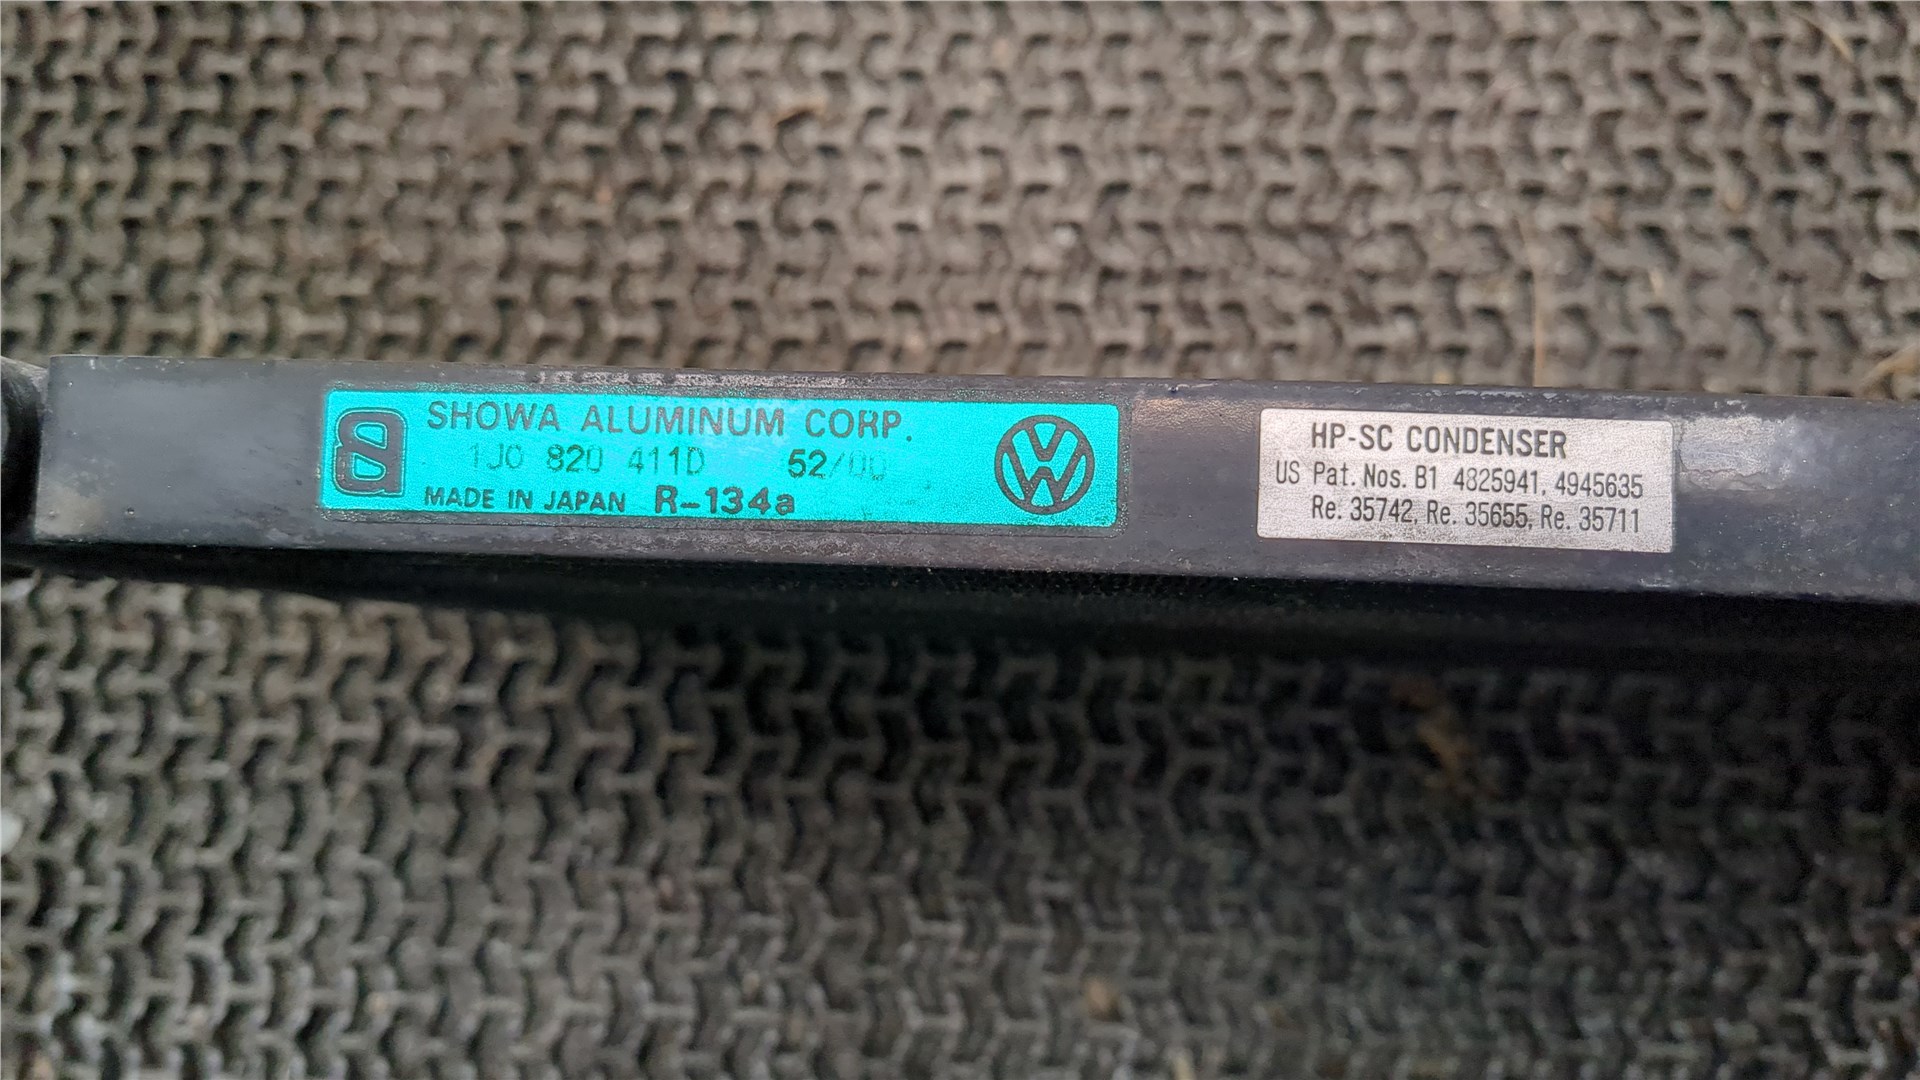 SHOWA ALUMINUM CORP.
1J0 820 411D 52/00
MADE IN JAPAN R-134a
HP-SC CONDENSER
US Pat. Nos. B1 4825941, 4945635
Re. 35742, Re. 35655, Re. 35711